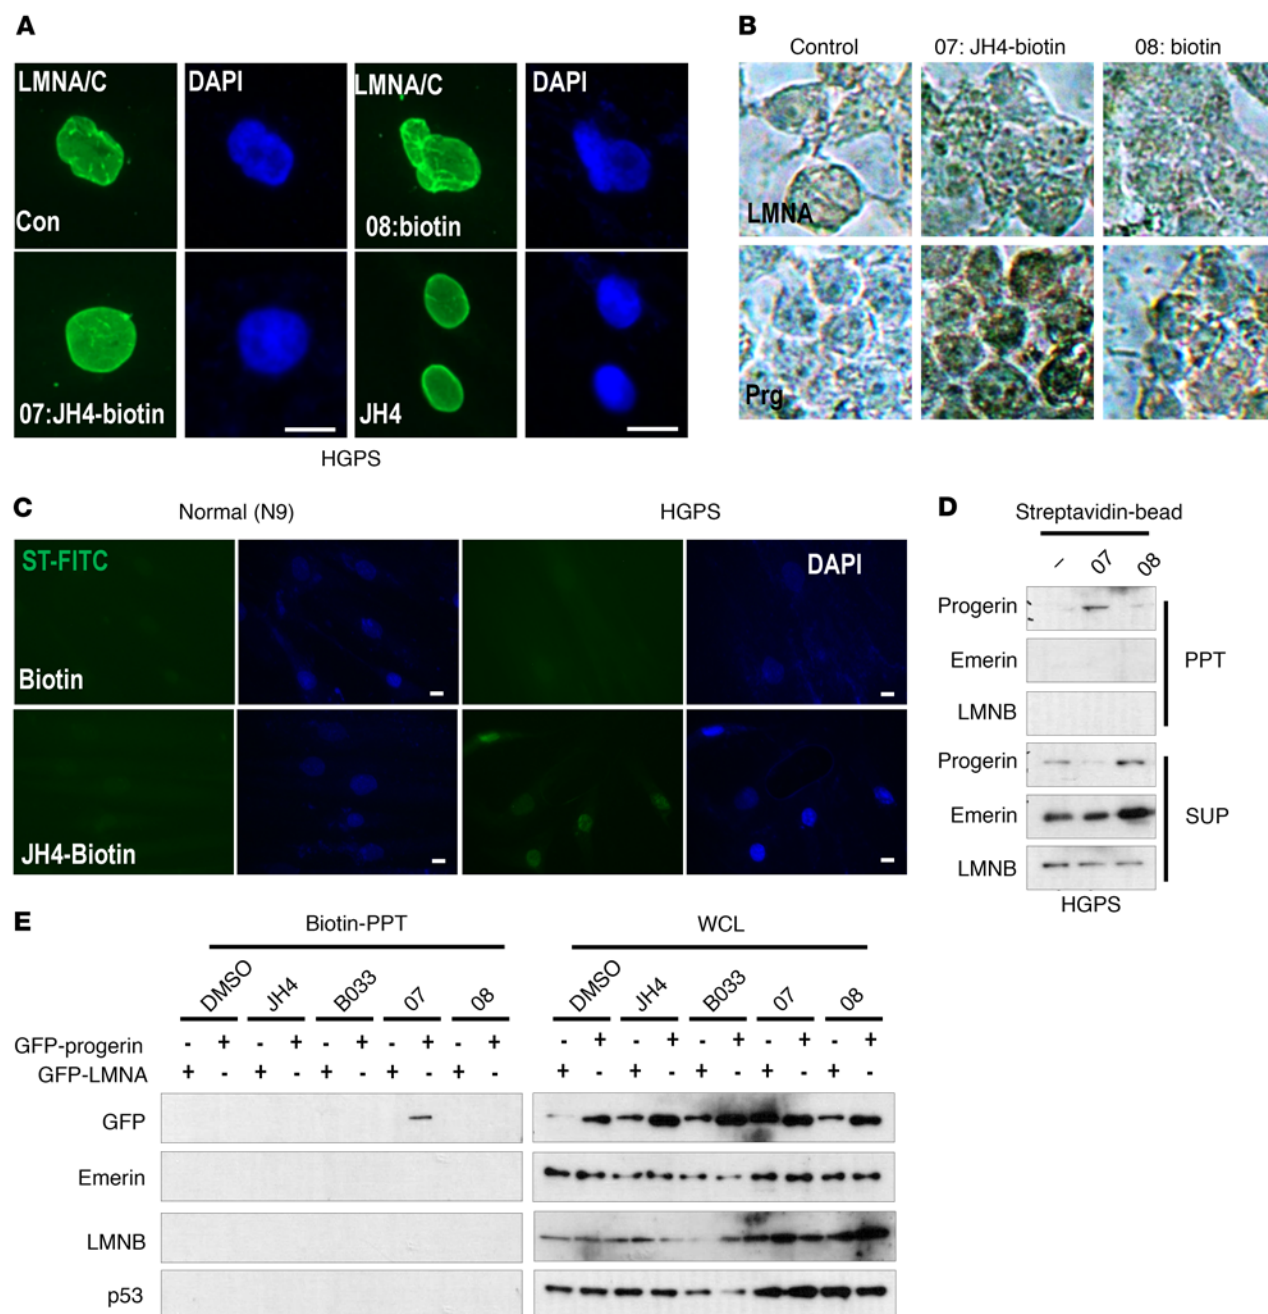 A
LMNA/C DAPI LMNA/C DAPI
Con 08:biotin
07:JH4-biotin JH4
HGPS
B
Control 07: JH4-biotin 08: biotin
LMNA
Prg
C
Normal (N9) HGPS
ST-FITC DAPI
Biotin
JH4-Biotin
D
Streptavidin-bead
– 07 08
Progerin
Emerin PPT
LMNB
Progerin
Emerin SUP
LMNB
HGPS
E
Biotin-PPT WCL
DMSO JH4 B033 07 08 DMSO JH4 B033 07 08
GFP-progerin - + - + - + - + - + - + - + - + - + - +
GFP-LMNA + - + - + - + - + - + - + - + - + - + -
GFP
Emerin
LMNB
p53